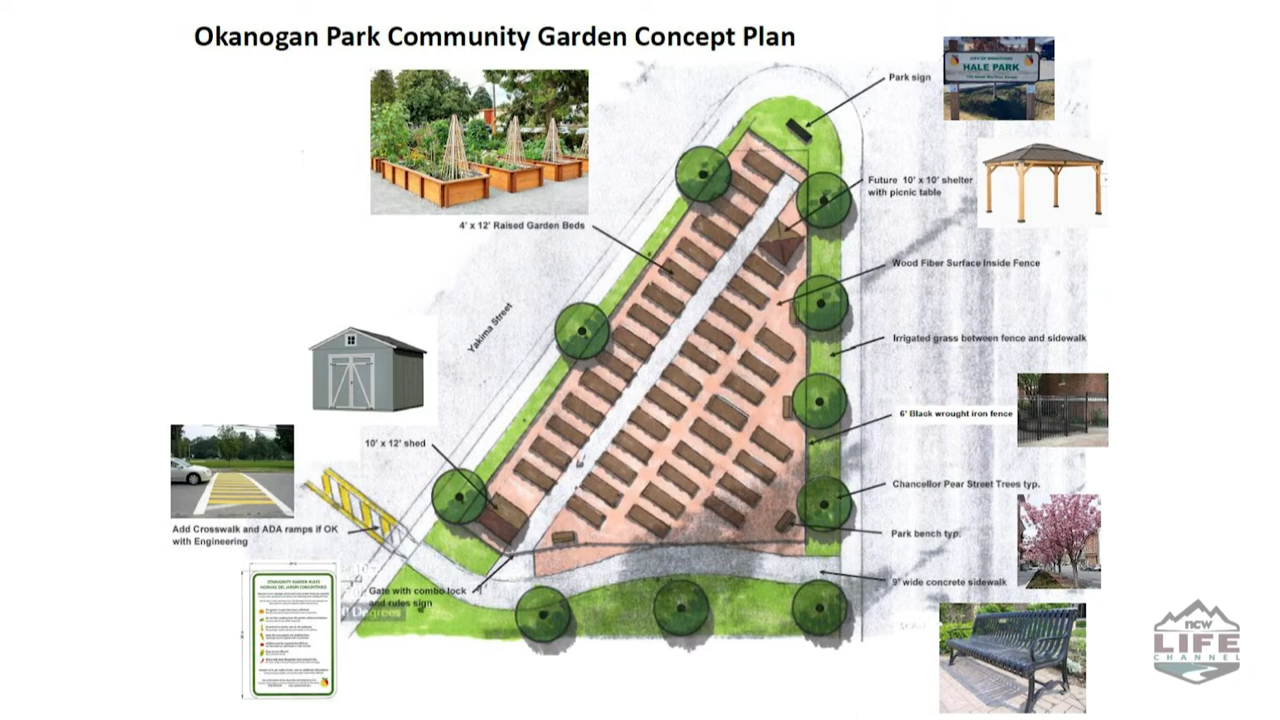 Okanogan Park Community Garden Concept Plan
CITY OF WENATCHEE
HALE PARK
Park sign
Future 10' x 10' shelter
with picnic table
4' x 12' Raised Garden Beds
Wood Fiber Surface Inside Fence
Yakima Street
Irrigated grass between fence and sidewalk
6' Black wrought iron fence
10' x 12' shed
Chancellor Pear Street Trees typ.
Add Crosswalk and ADA ramps if OK
with Engineering
Park bench typ.
9' wide concrete sidewalk
COMMUNITY GARDEN RULES
Gate with combo lock
and rules sign
Degrees
ncw
LIFE
CHANNEL